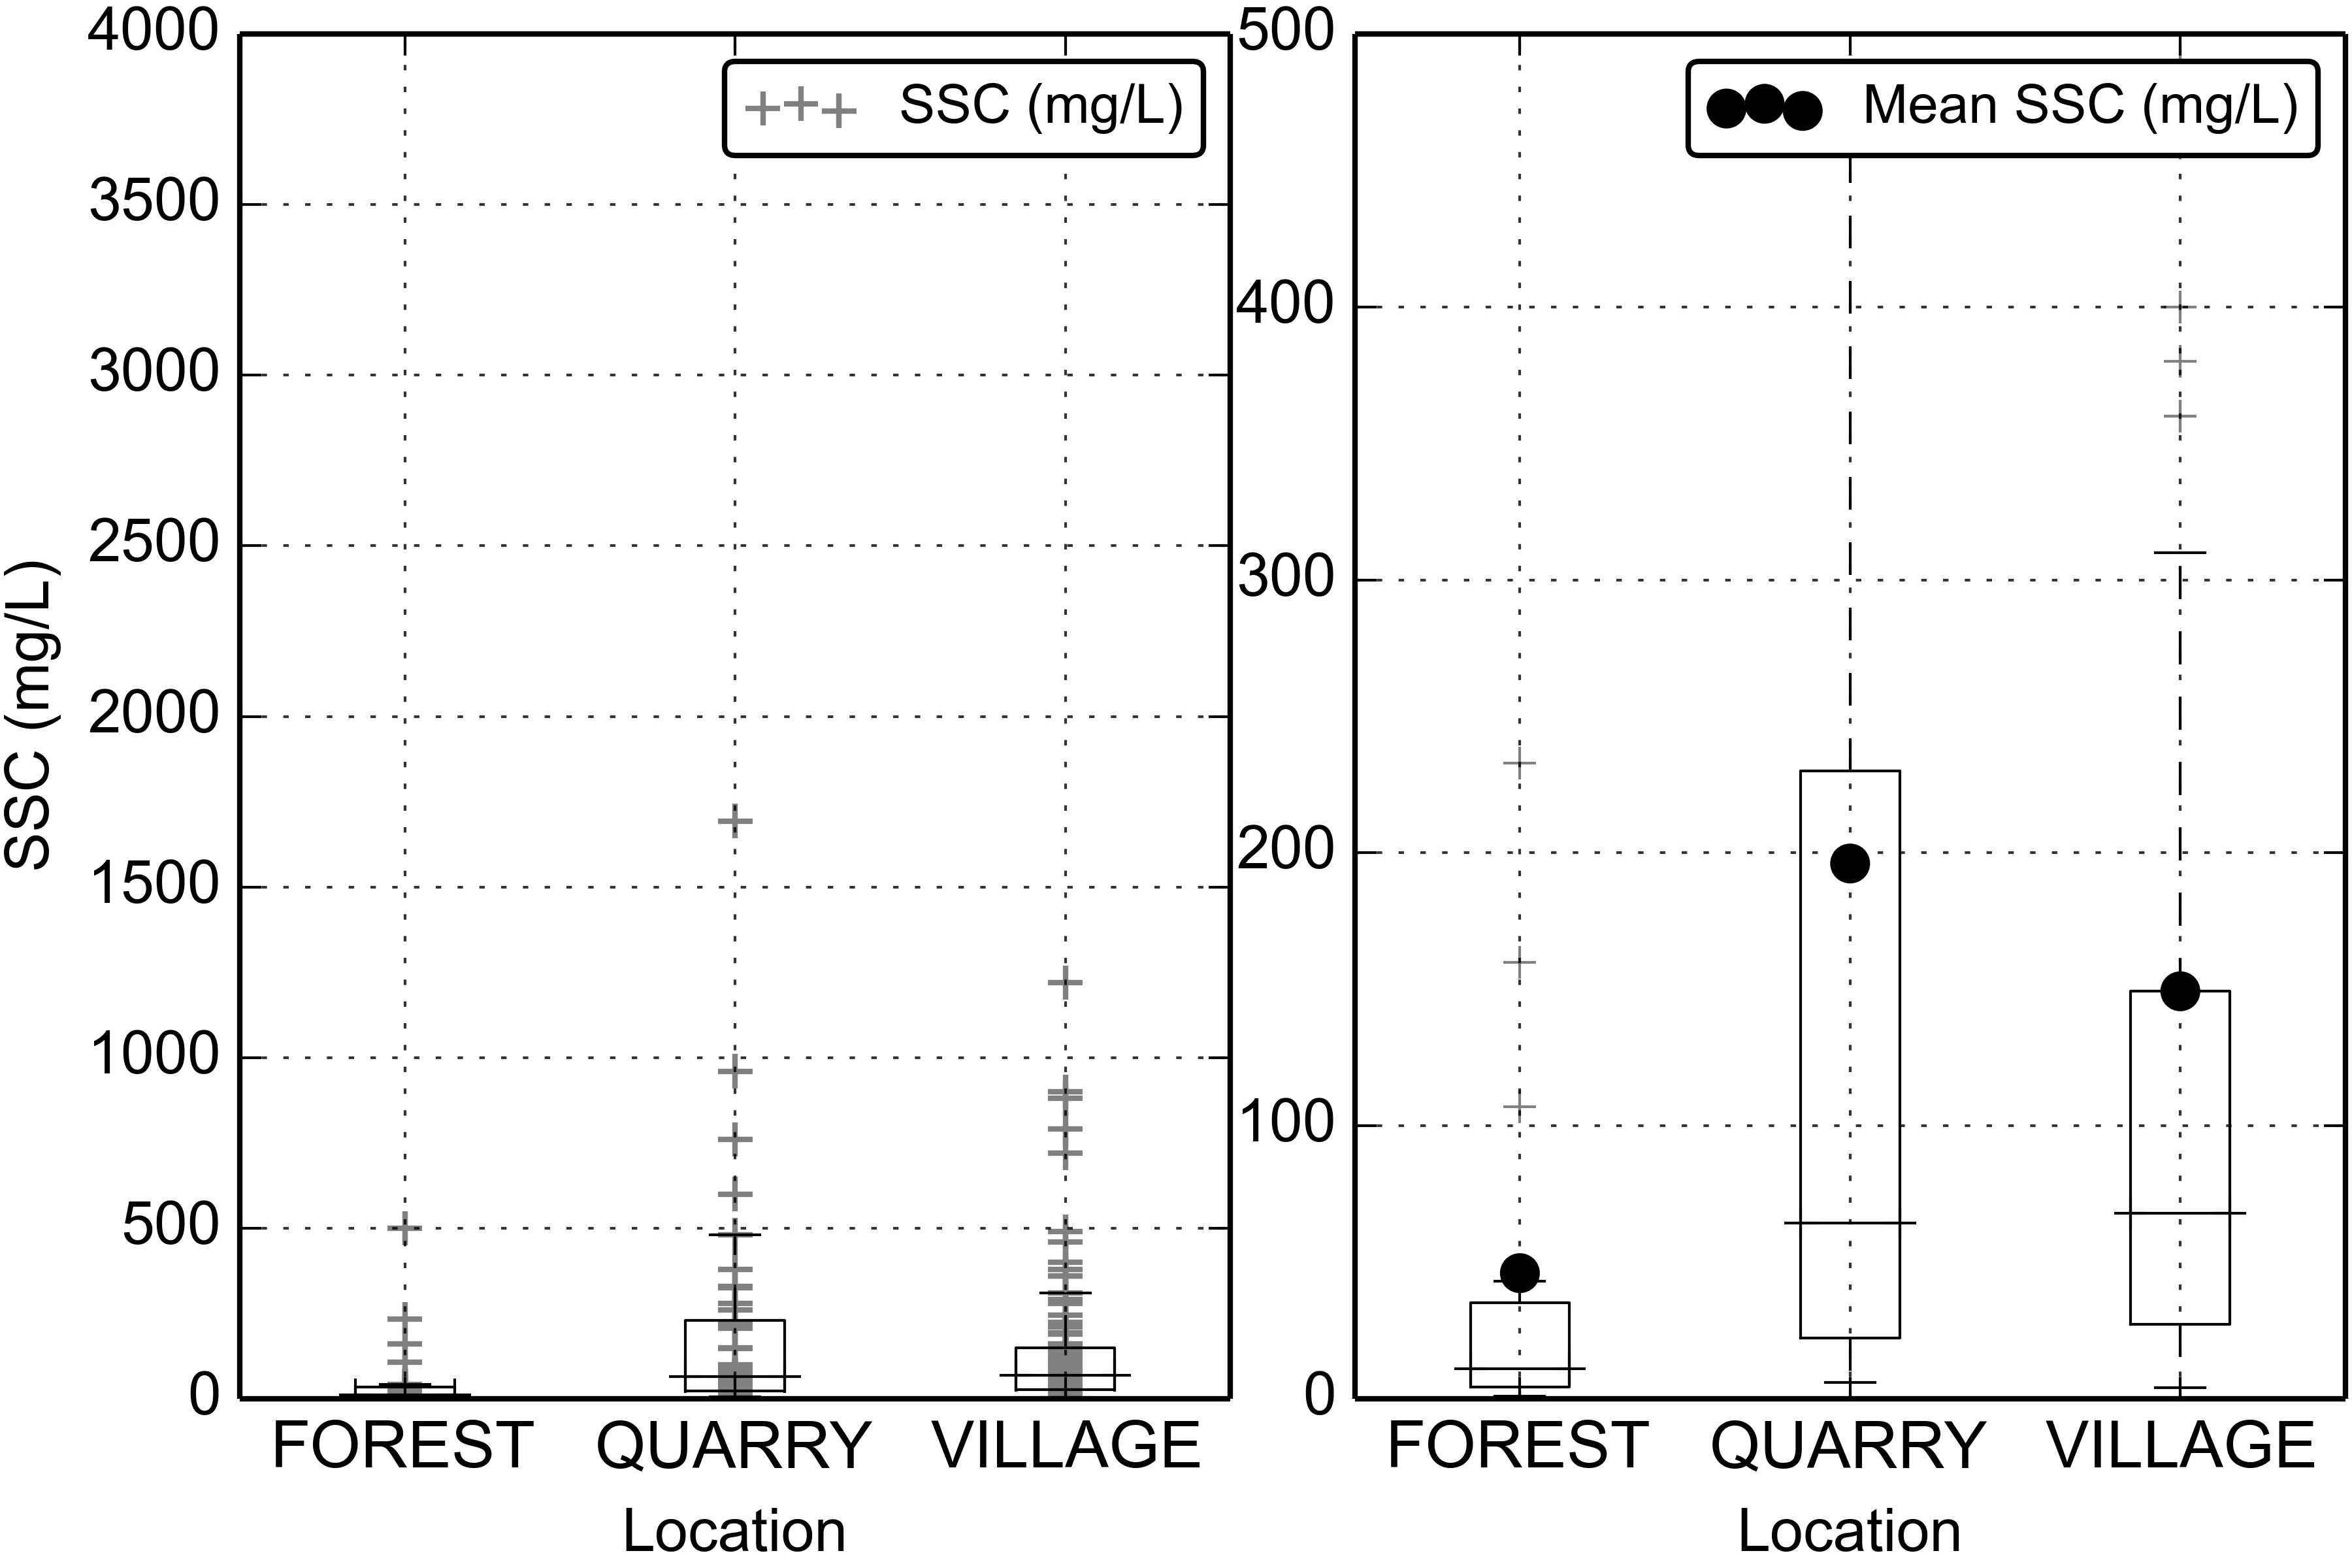 SSC (mg/L)
4000
3500
3000
2500
2000
1500
1000
500
0
SSC (mg/L)
FOREST QUARRY VILLAGE
Location
500
400
300
200
100
0
Mean SSC (mg/L)
FOREST QUARRY VILLAGE
Location